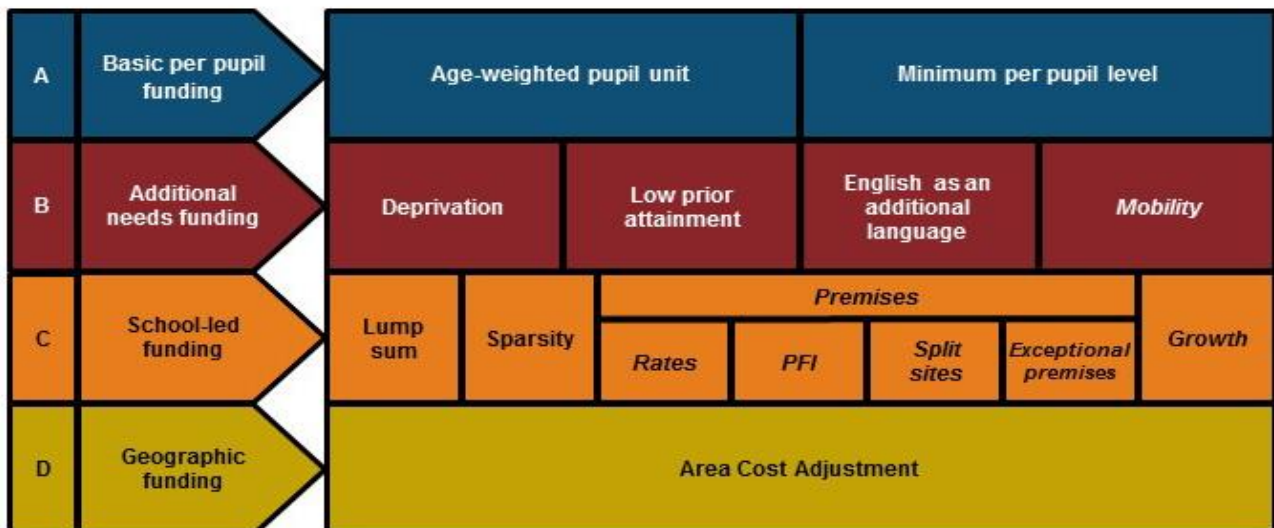 A
Basic per pupil
funding
Age-weighted pupil unit
Minimum per pupil level
B
Additional
needs funding
Deprivation
Low prior
attainment
English as an
additional
language
Mobility
C
School-led
funding
Lump
sum
Sparsity
Premises
Rates
PFI
Split
sites
Exceptional
premises
Growth
D
Geographic
funding
Area Cost Adjustment